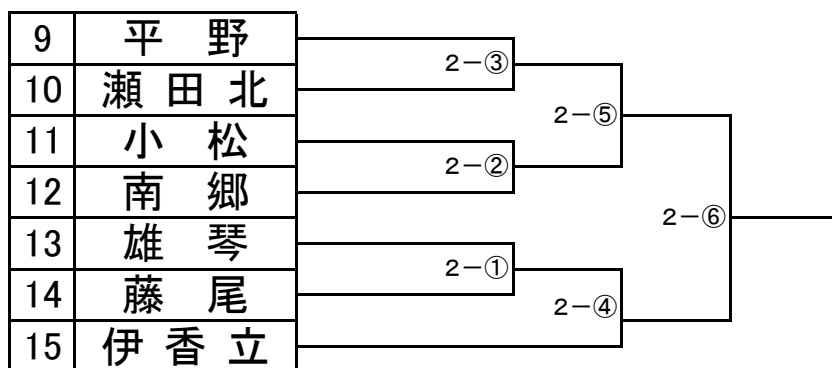 9 平 野
10 瀬 田 北
11 小 松
12 南 郷
13 雄 琴
14 藤 尾
15 伊 香 立
2－③
2－②
2－①
2－⑤
2－④
2－⑥